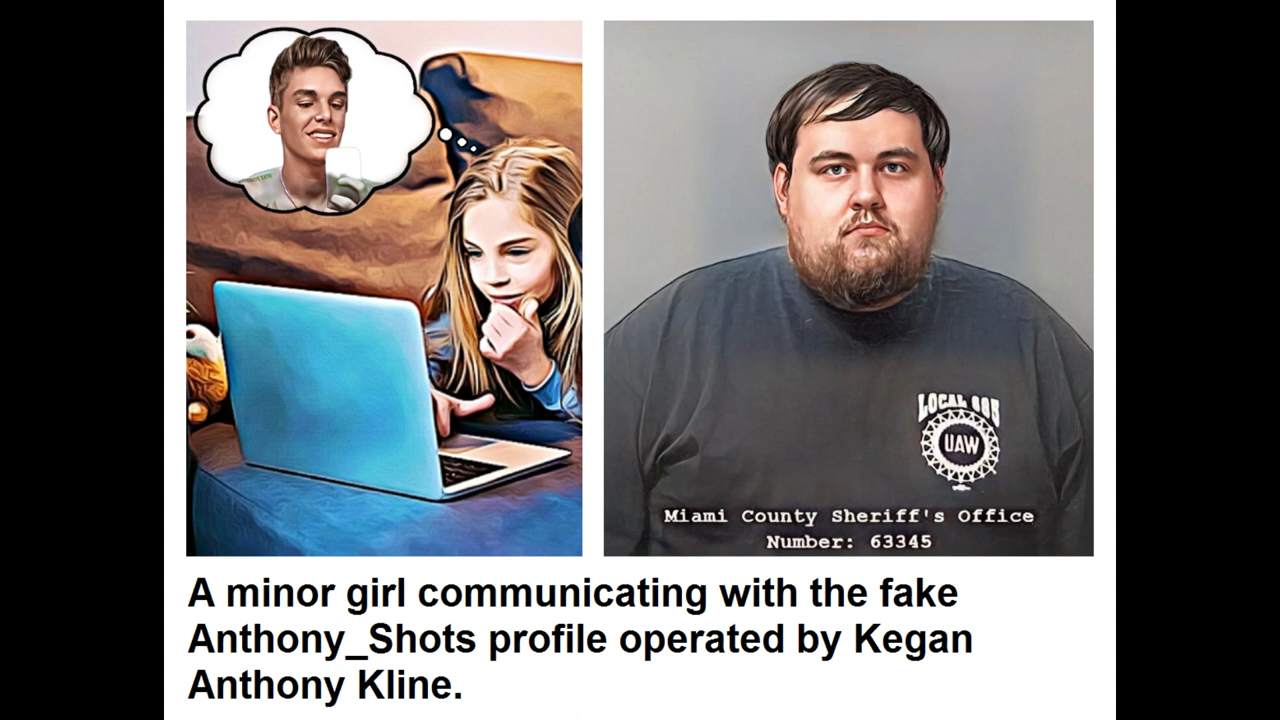 LOCAL 685
UAW
Miami County Sheriff's Office
Number: 63345
A minor girl communicating with the fake
Anthony_Shots profile operated by Kegan
Anthony Kline.